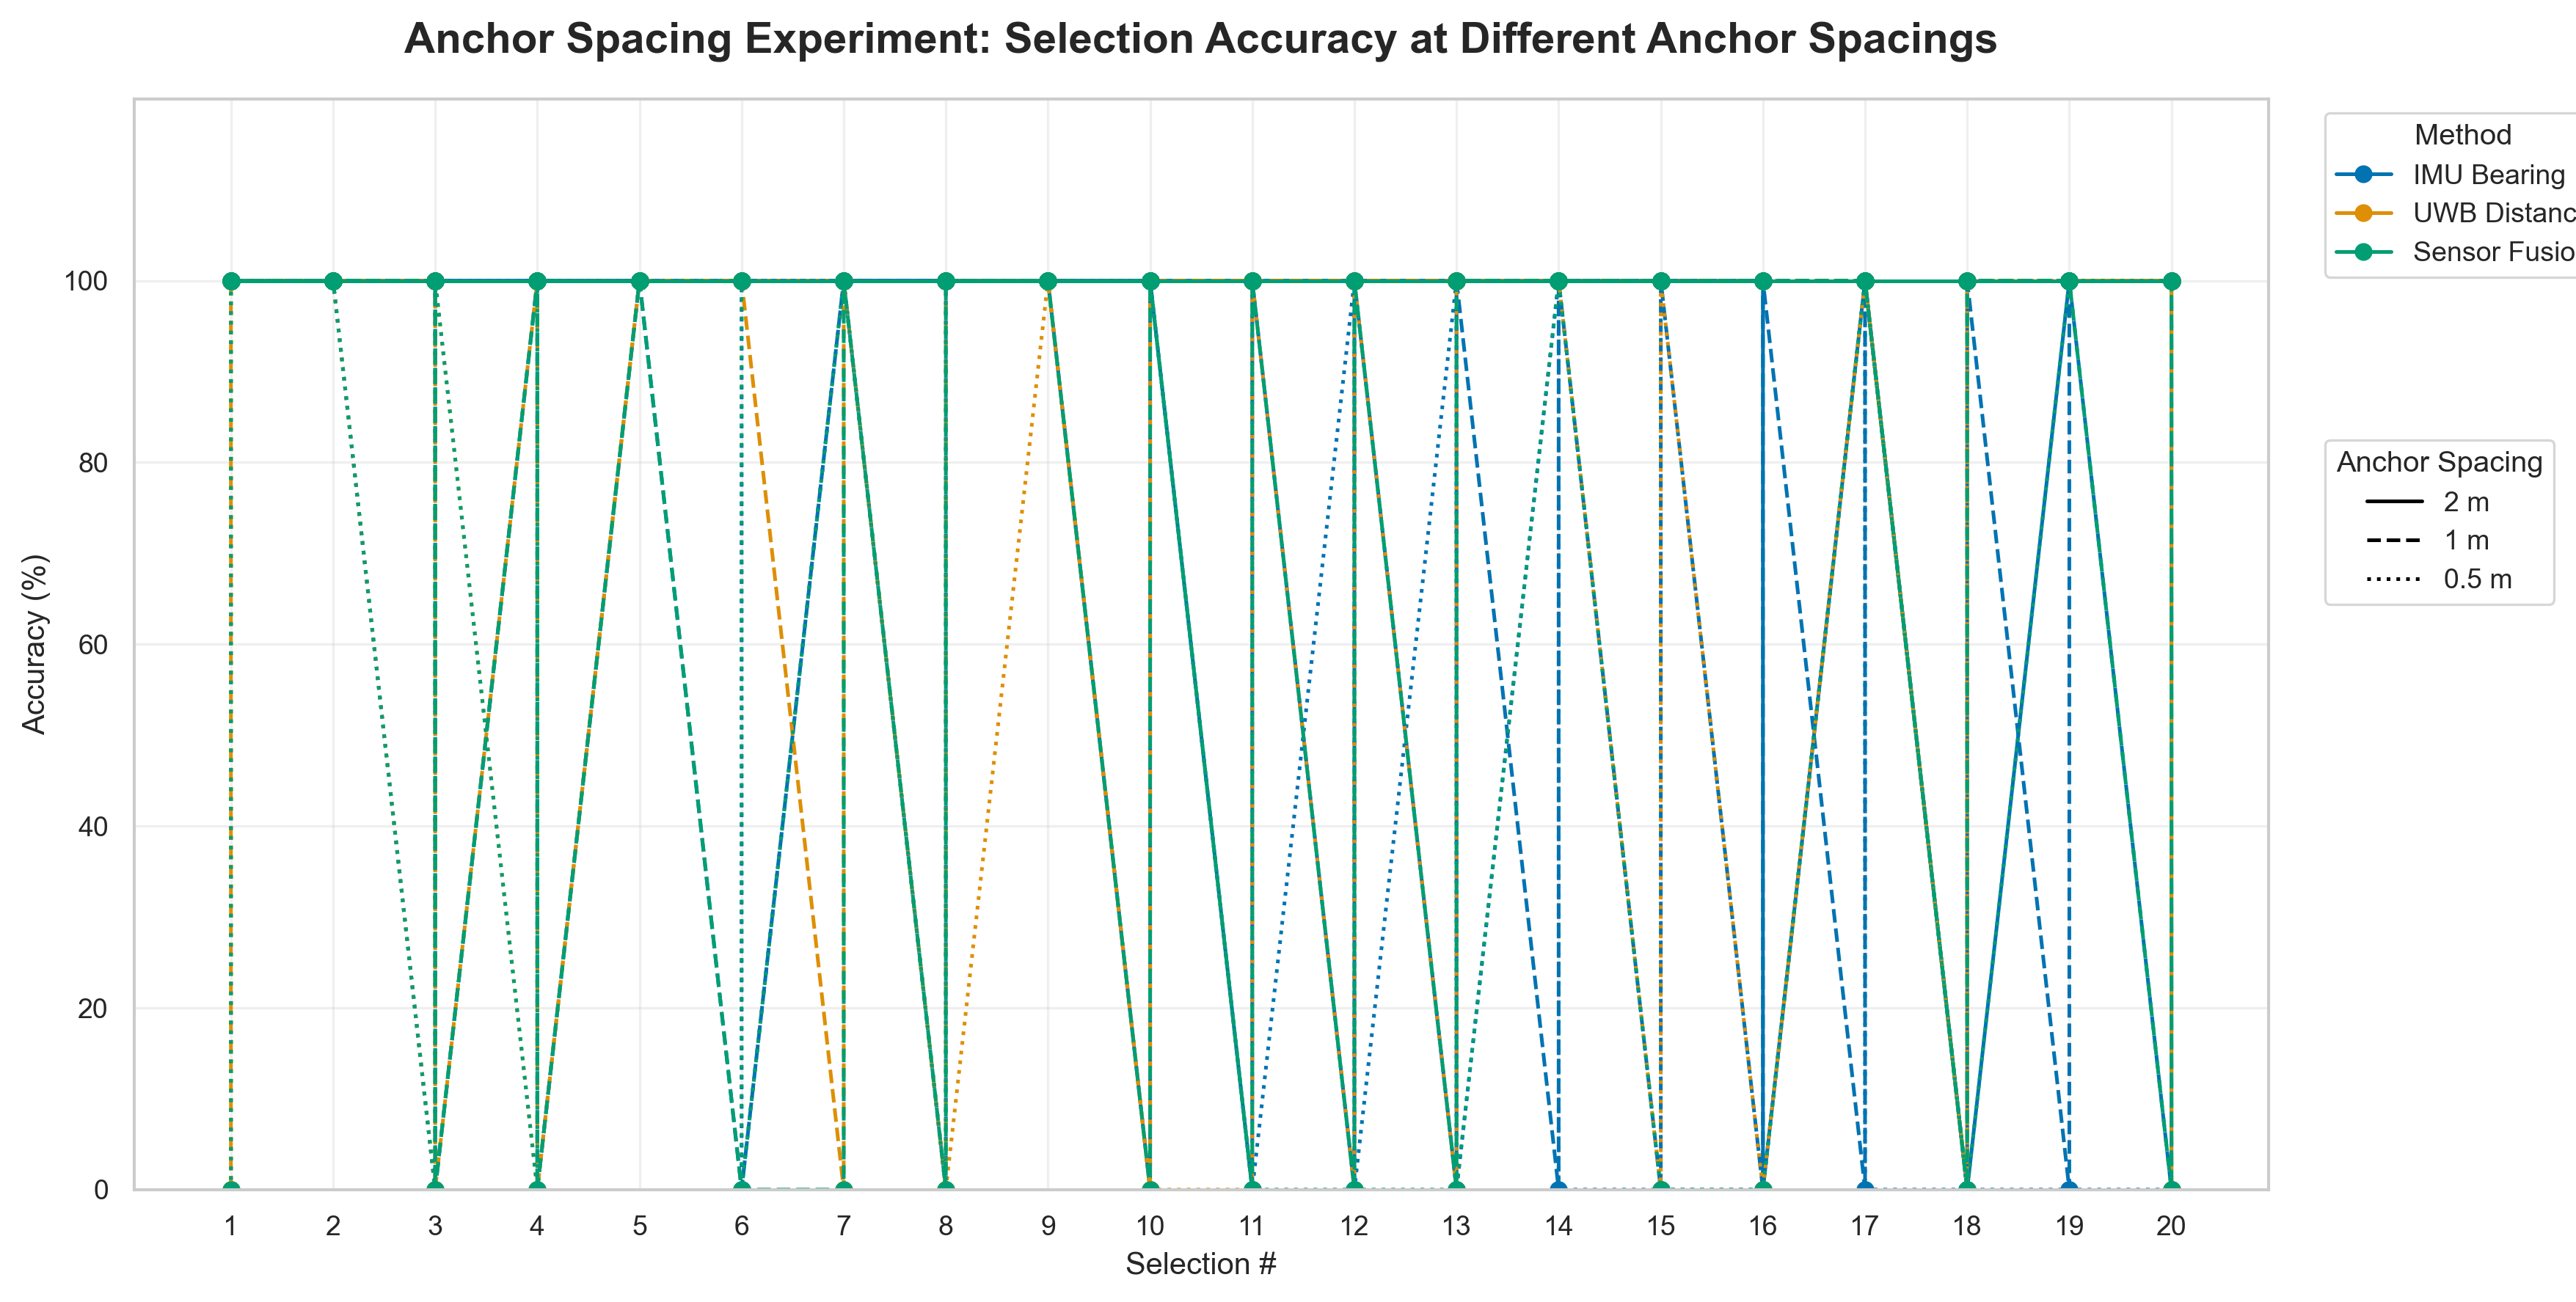 Anchor Spacing Experiment: Selection Accuracy at Different Anchor Spacings
Method
IMU Bearing
UWB Distanc
Sensor Fusio
Anchor Spacing
2 m
1 m
0.5 m
Accuracy (%)
100
80
60
40
20
0
1 2 3 4 5 6 7 8 9 10 11 12 13 14 15 16 17 18 19 20
Selection #